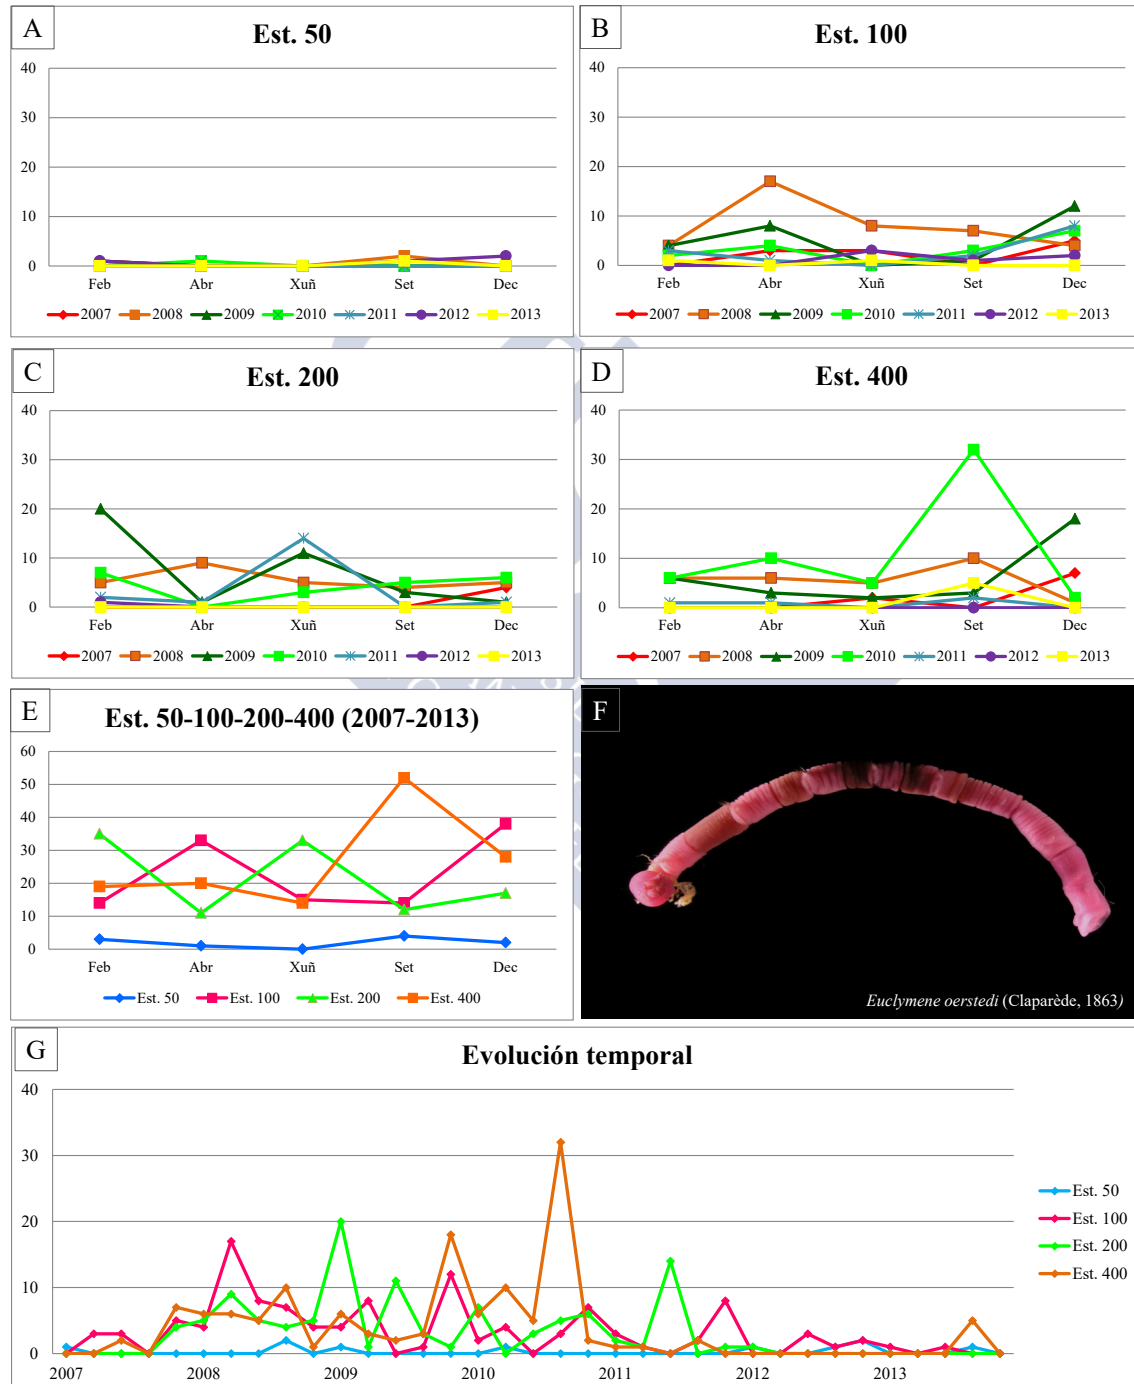 A
Est. 50
40
30
20
10
0
Feb Abr Xuñ Set Dec
2007 2008 2009 2010 2011 2012 2013
B
Est. 100
40
30
20
10
0
Feb Abr Xuñ Set Dec
2007 2008 2009 2010 2011 2012 2013
C
Est. 200
40
30
20
10
0
Feb Abr Xuñ Set Dec
2007 2008 2009 2010 2011 2012 2013
D
Est. 400
40
30
20
10
0
Feb Abr Xuñ Set Dec
2007 2008 2009 2010 2011 2012 2013
E
Est. 50-100-200-400 (2007-2013)
60
50
40
30
20
10
0
Feb Abr Xuñ Set Dec
Est. 50 Est. 100 Est. 200 Est. 400
F
Euclymene oerstedi (Claparède, 1863)
G
Evolución temporal
40
30
20
10
0
2007 2008 2009 2010 2011 2012 2013
Est. 50
Est. 100
Est. 200
Est. 400